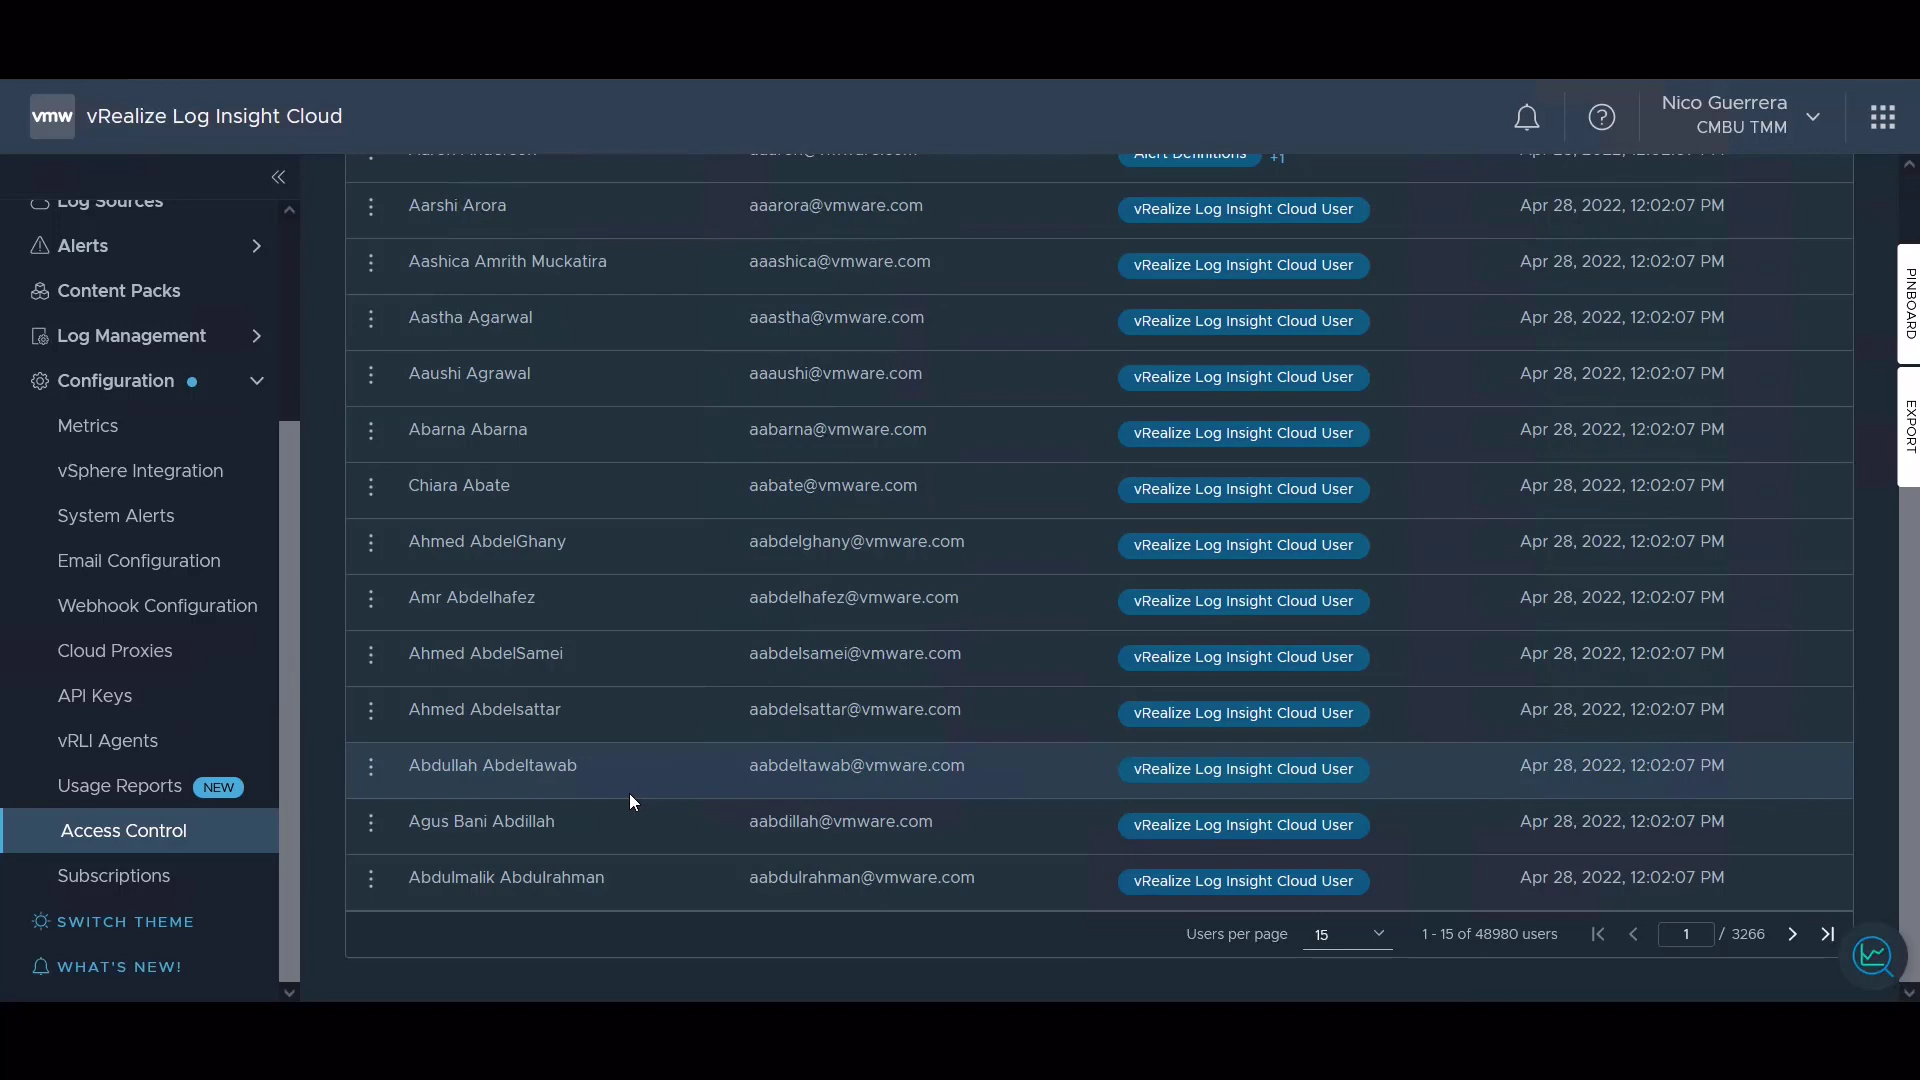 vmw vRealize Log Insight Cloud
Nico Guerrera
CMBU TMM
Log Sources
Alerts
Content Packs
Log Management
Configuration
Metrics
vSphere Integration
System Alerts
Email Configuration
Webhook Configuration
Cloud Proxies
API Keys
vRLI Agents
Usage Reports NEW
Access Control
Subscriptions
SWITCH THEME
WHAT'S NEW!
Alert Definitions +1 Apr 28, 2022, 12:02:07 PM
Aarshi Arora aaarora@vmware.com vRealize Log Insight Cloud User Apr 28, 2022, 12:02:07 PM
Aashica Amrith Muckatira aaashica@vmware.com vRealize Log Insight Cloud User Apr 28, 2022, 12:02:07 PM
Aastha Agarwal aaastha@vmware.com vRealize Log Insight Cloud User Apr 28, 2022, 12:02:07 PM
Aaushi Agrawal aaaushi@vmware.com vRealize Log Insight Cloud User Apr 28, 2022, 12:02:07 PM
Abarna Abarna aabarna@vmware.com vRealize Log Insight Cloud User Apr 28, 2022, 12:02:07 PM
Chiara Abate aabate@vmware.com vRealize Log Insight Cloud User Apr 28, 2022, 12:02:07 PM
Ahmed AbdelGhany aabdelghany@vmware.com vRealize Log Insight Cloud User Apr 28, 2022, 12:02:07 PM
Amr Abdelhafez aabdelhafez@vmware.com vRealize Log Insight Cloud User Apr 28, 2022, 12:02:07 PM
Ahmed AbdelSamei aabdelsamei@vmware.com vRealize Log Insight Cloud User Apr 28, 2022, 12:02:07 PM
Ahmed Abdelsattar aabdelsattar@vmware.com vRealize Log Insight Cloud User Apr 28, 2022, 12:02:07 PM
Abdullah Abdeltawab aabdeltawab@vmware.com vRealize Log Insight Cloud User Apr 28, 2022, 12:02:07 PM
Agus Bani Abdillah aabdillah@vmware.com vRealize Log Insight Cloud User Apr 28, 2022, 12:02:07 PM
Abdulmalik Abdulrahman aabdulrahman@vmware.com vRealize Log Insight Cloud User Apr 28, 2022, 12:02:07 PM
Users per page 15 1 - 15 of 48980 users 1 / 3266
PINBOARD
EXPORT